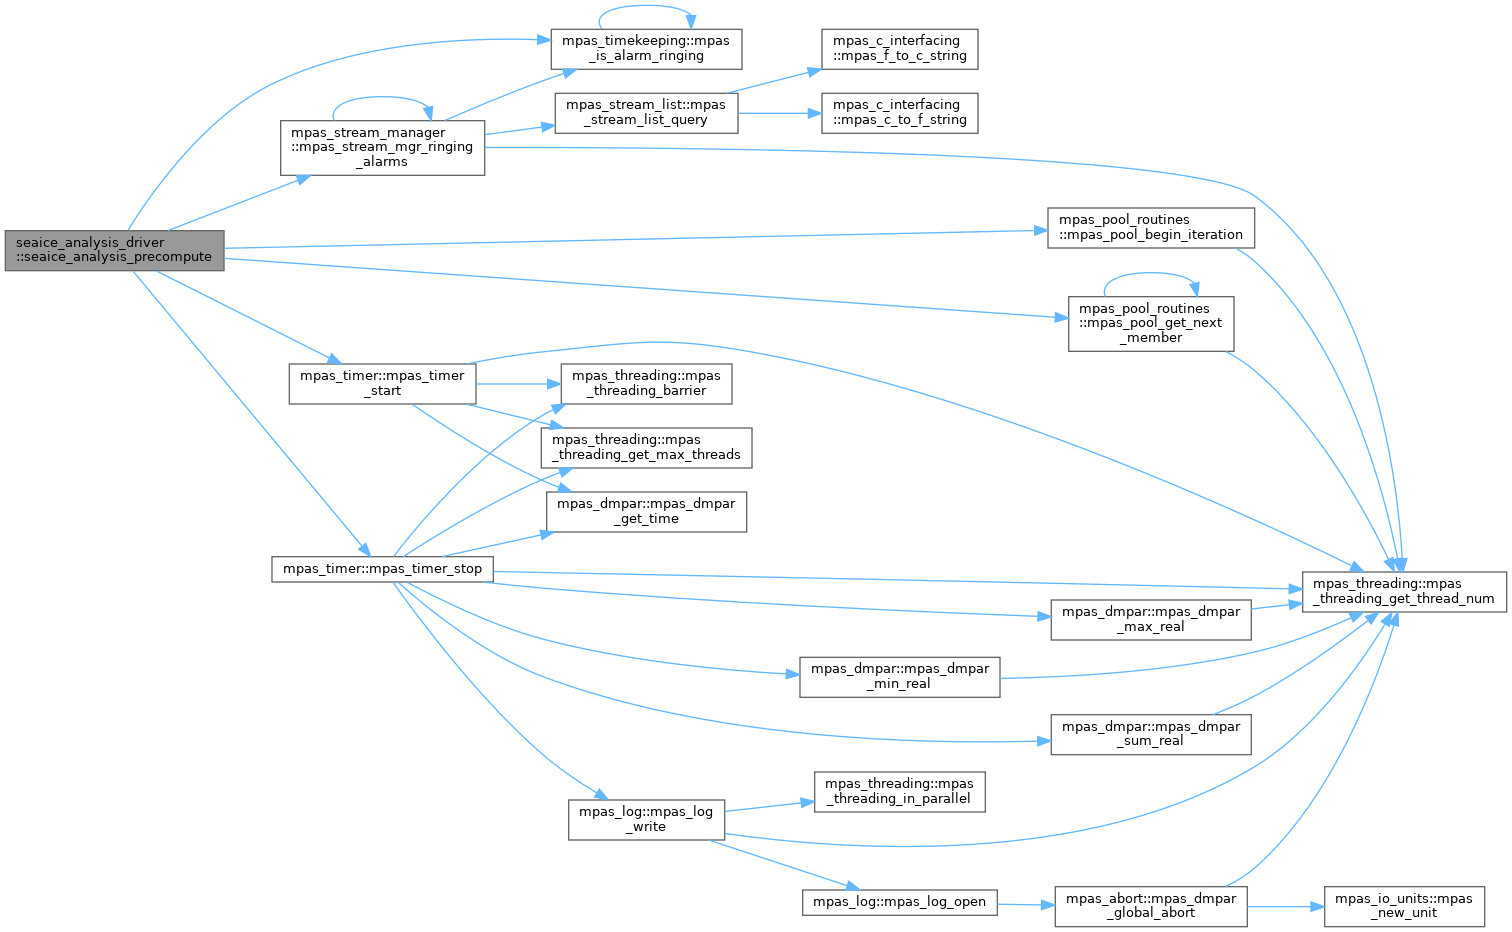 mpas_timekeeping::mpas
_is_alarm_ringing
mpas_c_interfacing
::mpas_f_to_c_string
mpas_stream_list::mpas
_stream_list_query
mpas_c_interfacing
::mpas_c_to_f_string
mpas_stream_manager
::mpas_stream_mgr_ringing
_alarms
seaice_analysis_driver
::seaice_analysis_precompute
mpas_pool_routines
::mpas_pool_begin_iteration
mpas_pool_routines
::mpas_pool_get_next
_member
mpas_timer::mpas_timer
_start
mpas_threading::mpas
_threading_barrier
mpas_threading::mpas
_threading_get_max_threads
mpas_dmpar::mpas_dmpar
_get_time
mpas_timer::mpas_timer_stop
mpas_threading::mpas
_threading_get_thread_num
mpas_dmpar::mpas_dmpar
_max_real
mpas_dmpar::mpas_dmpar
_min_real
mpas_dmpar::mpas_dmpar
_sum_real
mpas_threading::mpas
_threading_in_parallel
mpas_log::mpas_log
_write
mpas_log::mpas_log_open
mpas_abort::mpas_dmpar
_global_abort
mpas_io_units::mpas
_new_unit